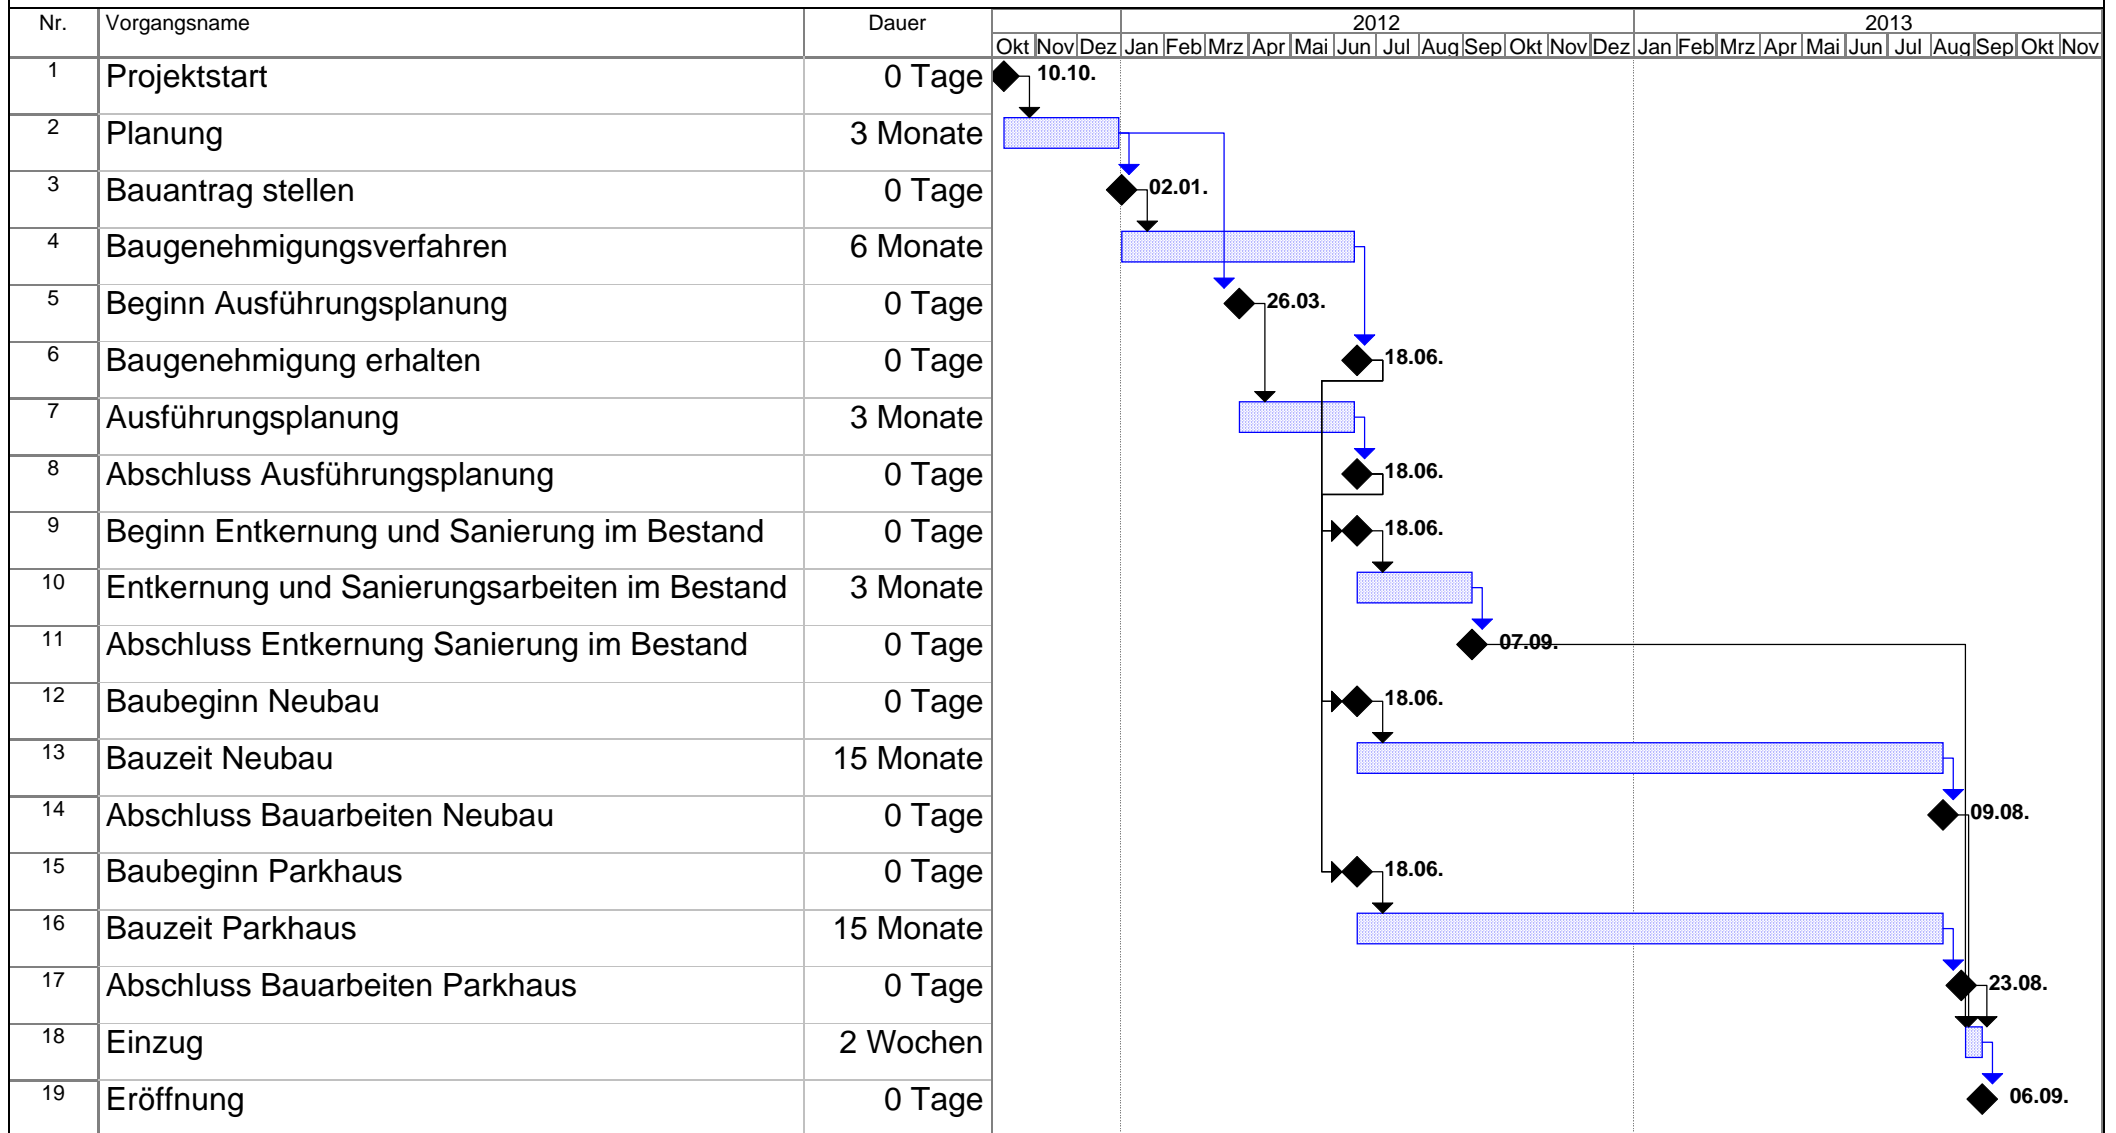 Nr. Vorgangsname Dauer 2012 2013
Okt Nov Dez Jan Feb Mrz Apr Mai Jun Jul Aug Sep Okt Nov Dez Jan Feb Mrz Apr Mai Jun Jul Aug Sep Okt Nov
1 Projektstart 0 Tage 10.10.
2 Planung 3 Monate
3 Bauantrag stellen 0 Tage 02.01.
4 Baugenehmigungsverfahren 6 Monate
5 Beginn Ausführungsplanung 0 Tage 26.03.
6 Baugenehmigung erhalten 0 Tage 18.06.
7 Ausführungsplanung 3 Monate
8 Abschluss Ausführungsplanung 0 Tage 18.06.
9 Beginn Entkernung und Sanierung im Bestand 0 Tage 18.06.
10 Entkernung und Sanierungsarbeiten im Bestand 3 Monate
11 Abschluss Entkernung Sanierung im Bestand 0 Tage 07.09.
12 Baubeginn Neubau 0 Tage 18.06.
13 Bauzeit Neubau 15 Monate
14 Abschluss Bauarbeiten Neubau 0 Tage 09.08.
15 Baubeginn Parkhaus 0 Tage 18.06.
16 Bauzeit Parkhaus 15 Monate
17 Abschluss Bauarbeiten Parkhaus 0 Tage 23.08.
18 Einzug 2 Wochen
19 Eröffnung 0 Tage 06.09.